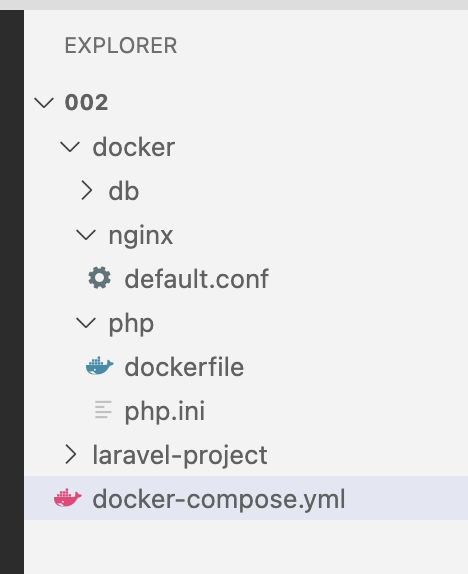 EXPLORER
002
docker
db
nginx
default.conf
php
dockerfile
php.ini
laravel-project
docker-compose.yml